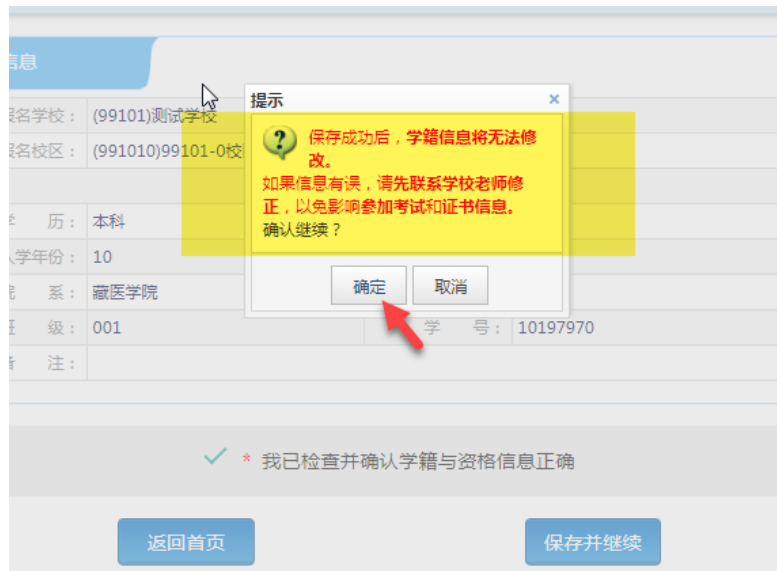 信息
提示
×
报名学校： (99101)测试学校
保存成功后，学籍信息将无法修
改。
报名校区： (991010)99101-0校
如果信息有误，请先联系学校老师修
正，以免影响参加考试和证书信息。
确认继续？
学 历： 本科
入学年份： 10
院 系： 藏医学院
确定 取消
班 级： 001 学 号： 10197970
备 注：
* 我已检查并确认学籍与资格信息正确
返回首页 保存并继续